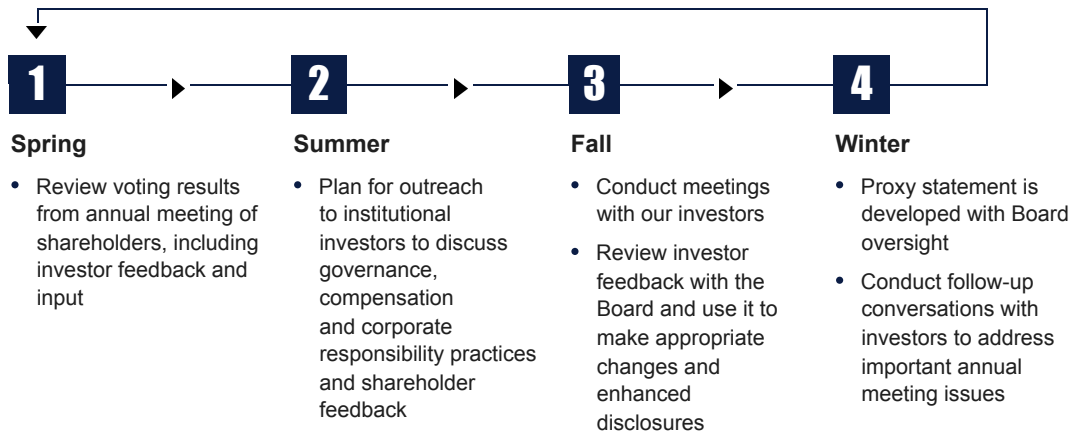 1
Spring
• Review voting results
from annual meeting of
shareholders, including
investor feedback and
input
2
Summer
• Plan for outreach
to institutional
investors to discuss
governance,
compensation
and corporate
responsibility practices
and shareholder
feedback
3
Fall
• Conduct meetings
with our investors
• Review investor
feedback with the
Board and use it to
make appropriate
changes and
enhanced
disclosures
4
Winter
• Proxy statement is
developed with Board
oversight
• Conduct follow-up
conversations with
investors to address
important annual
meeting issues